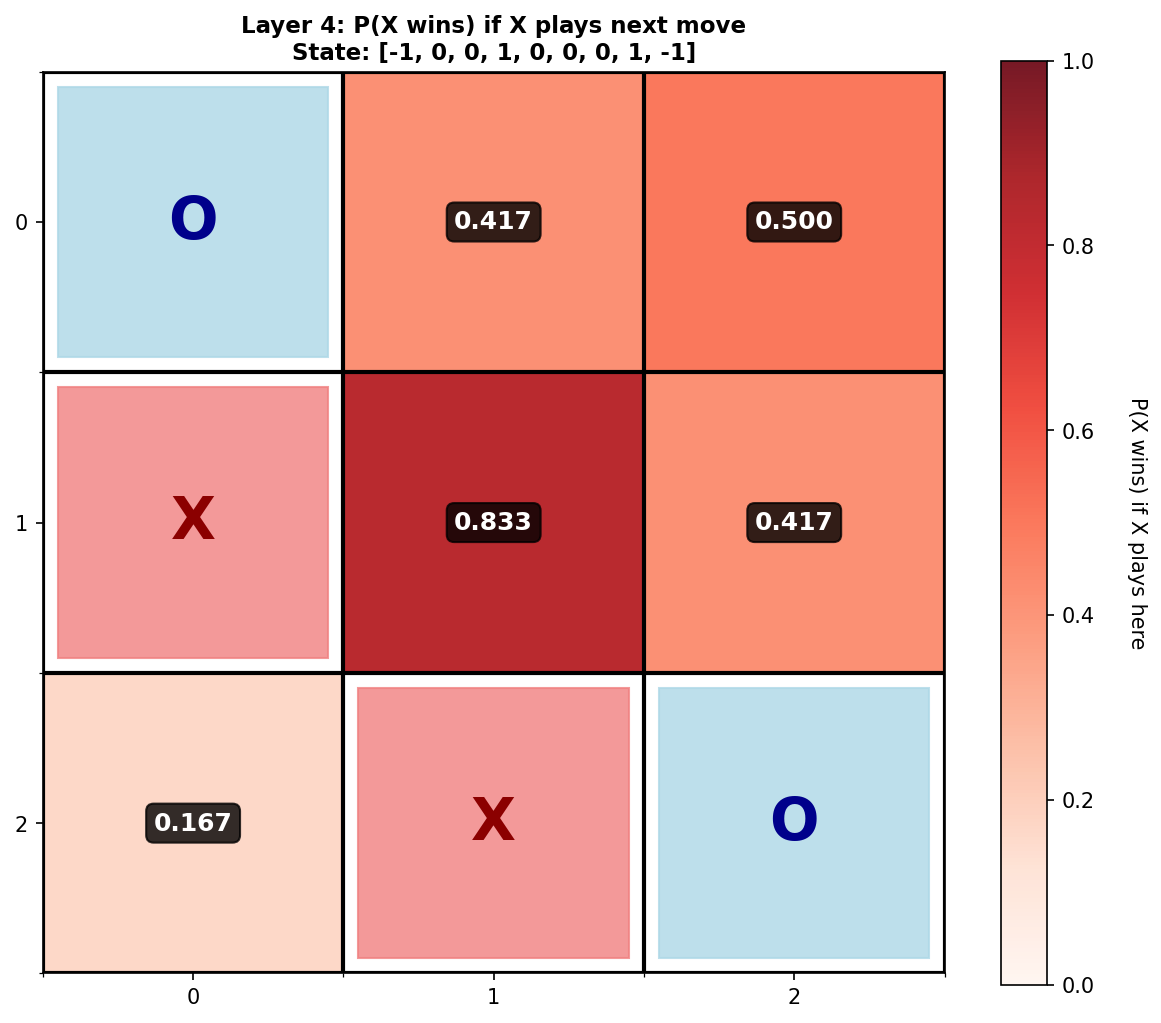 Layer 4: P(X wins) if X plays next move
State: [-1, 0, 0, 1, 0, 0, 0, 1, -1]
O
0.417
0.500
X
0.833
0.417
0.167
X
O
0
1
2
0
1
2
1.0
0.8
0.6
0.4
0.2
0.0
P(X wins) if X plays here